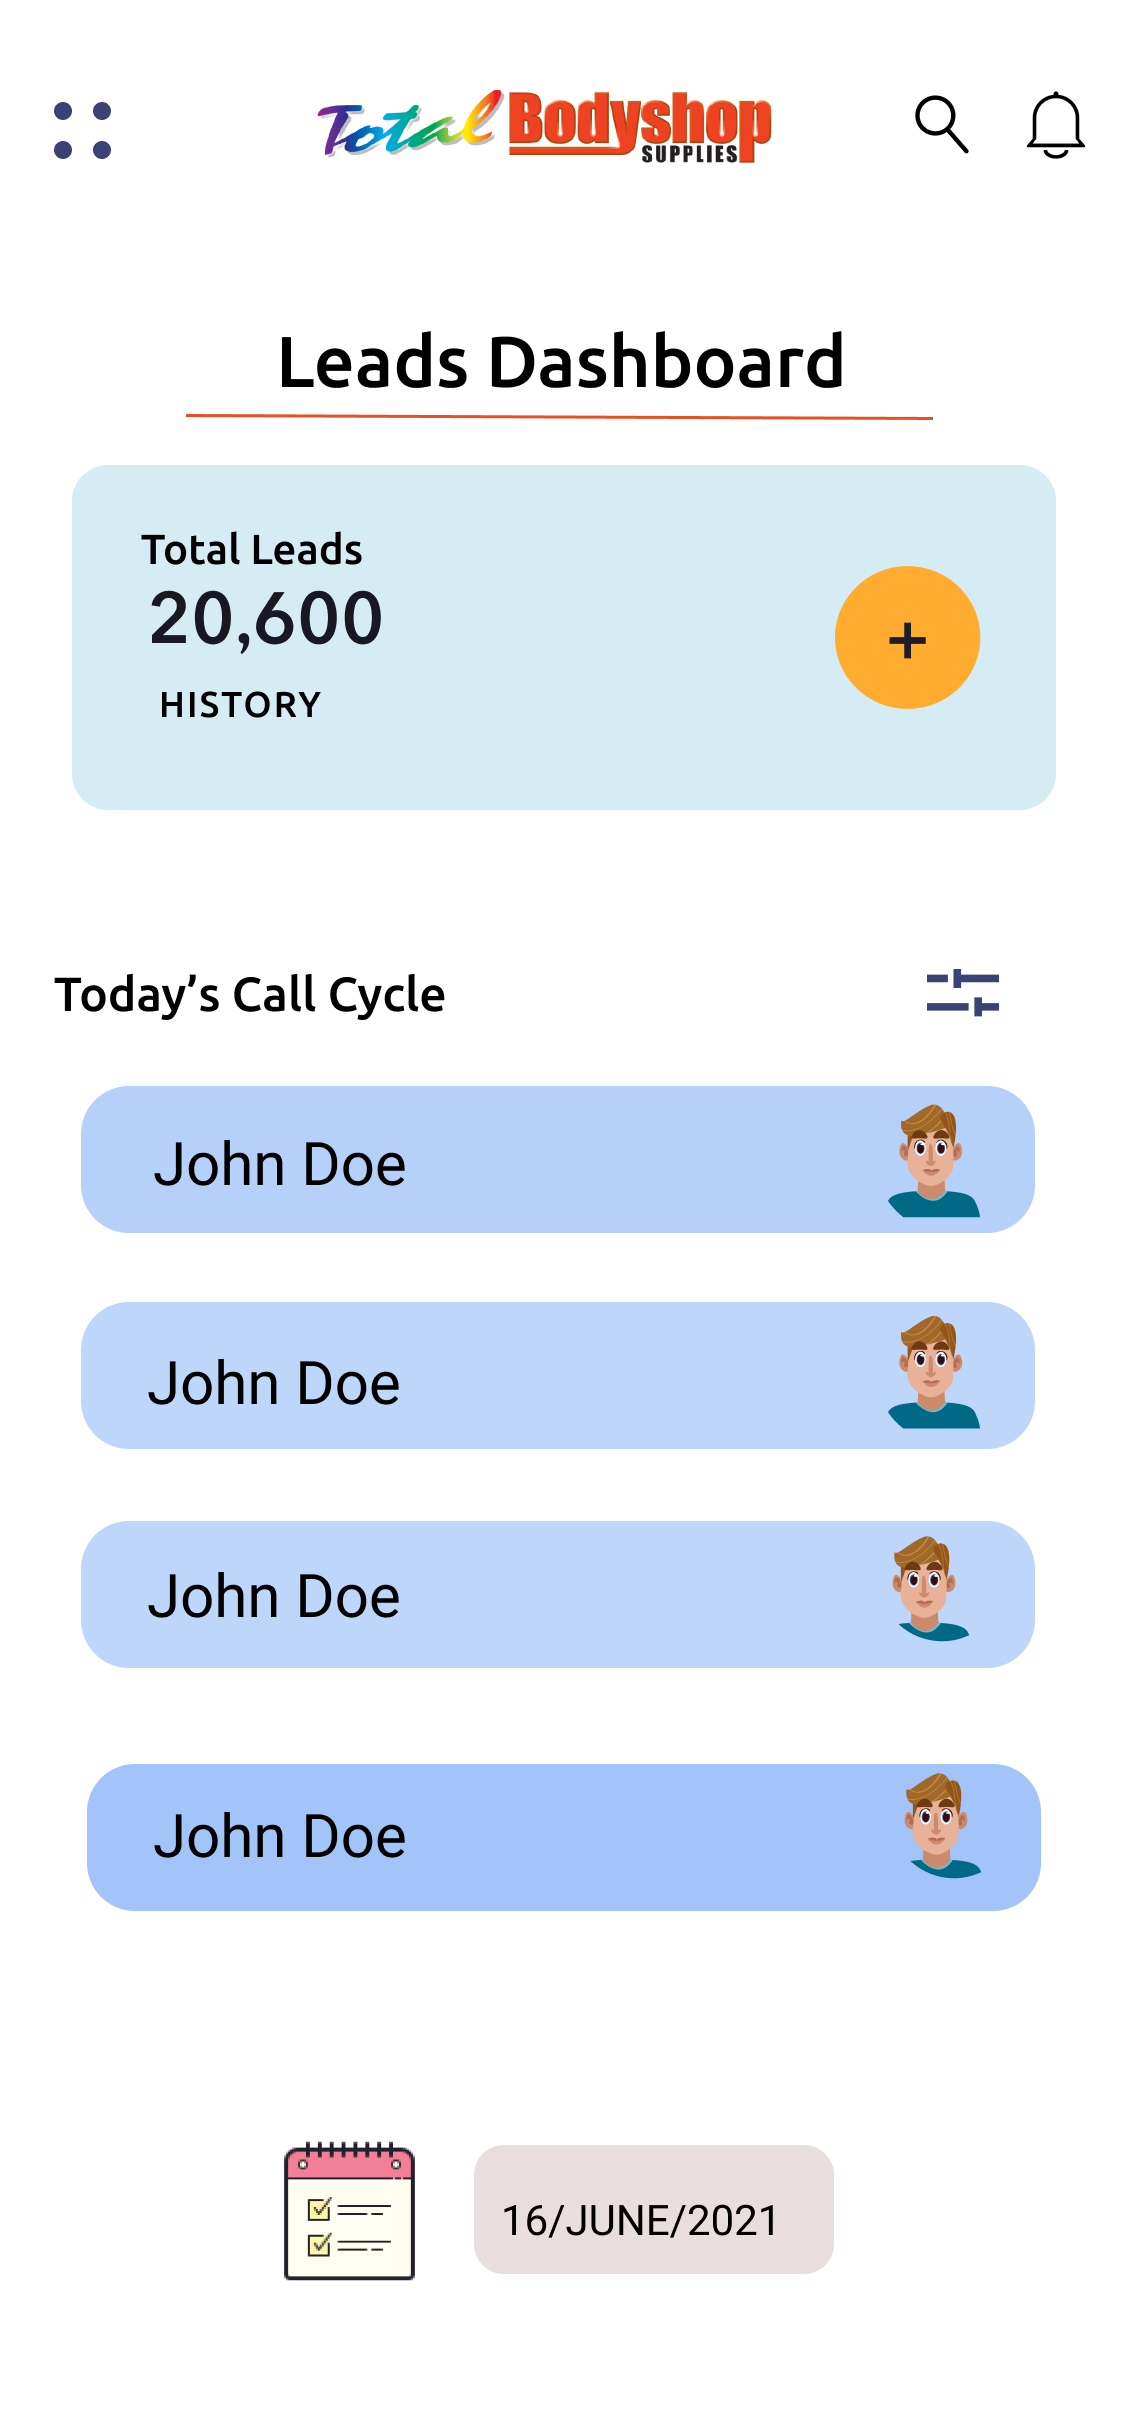 Total Bodyshop
SUPPLIES
Leads Dashboard
Total Leads
20,600
+
HISTORY
Today’s Call Cycle
John Doe
John Doe
John Doe
John Doe
16/JUNE/2021